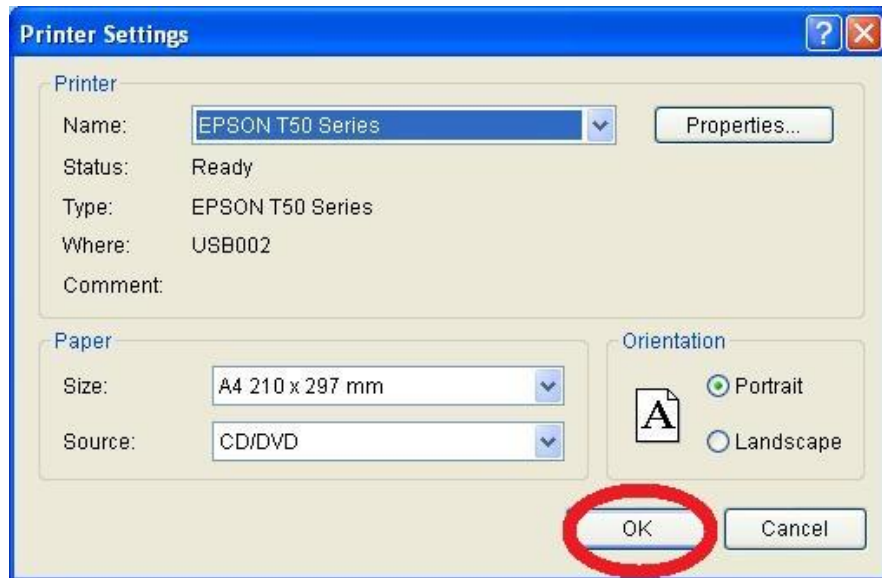 Printer Settings
Printer
Name: EPSON T50 Series Properties...
Status: Ready
Type: EPSON T50 Series
Where: USB002
Comment:
Paper
Size: A4 210 x 297 mm
Source: CD/DVD
Orientation
A
Portrait
Landscape
OK Cancel